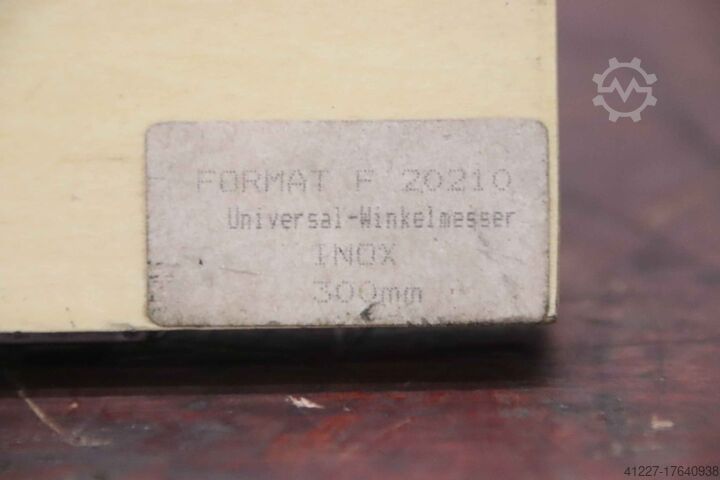 FORMAT F 20210
Universal-Winkelmesser
INOX
300mm
41227-17640938